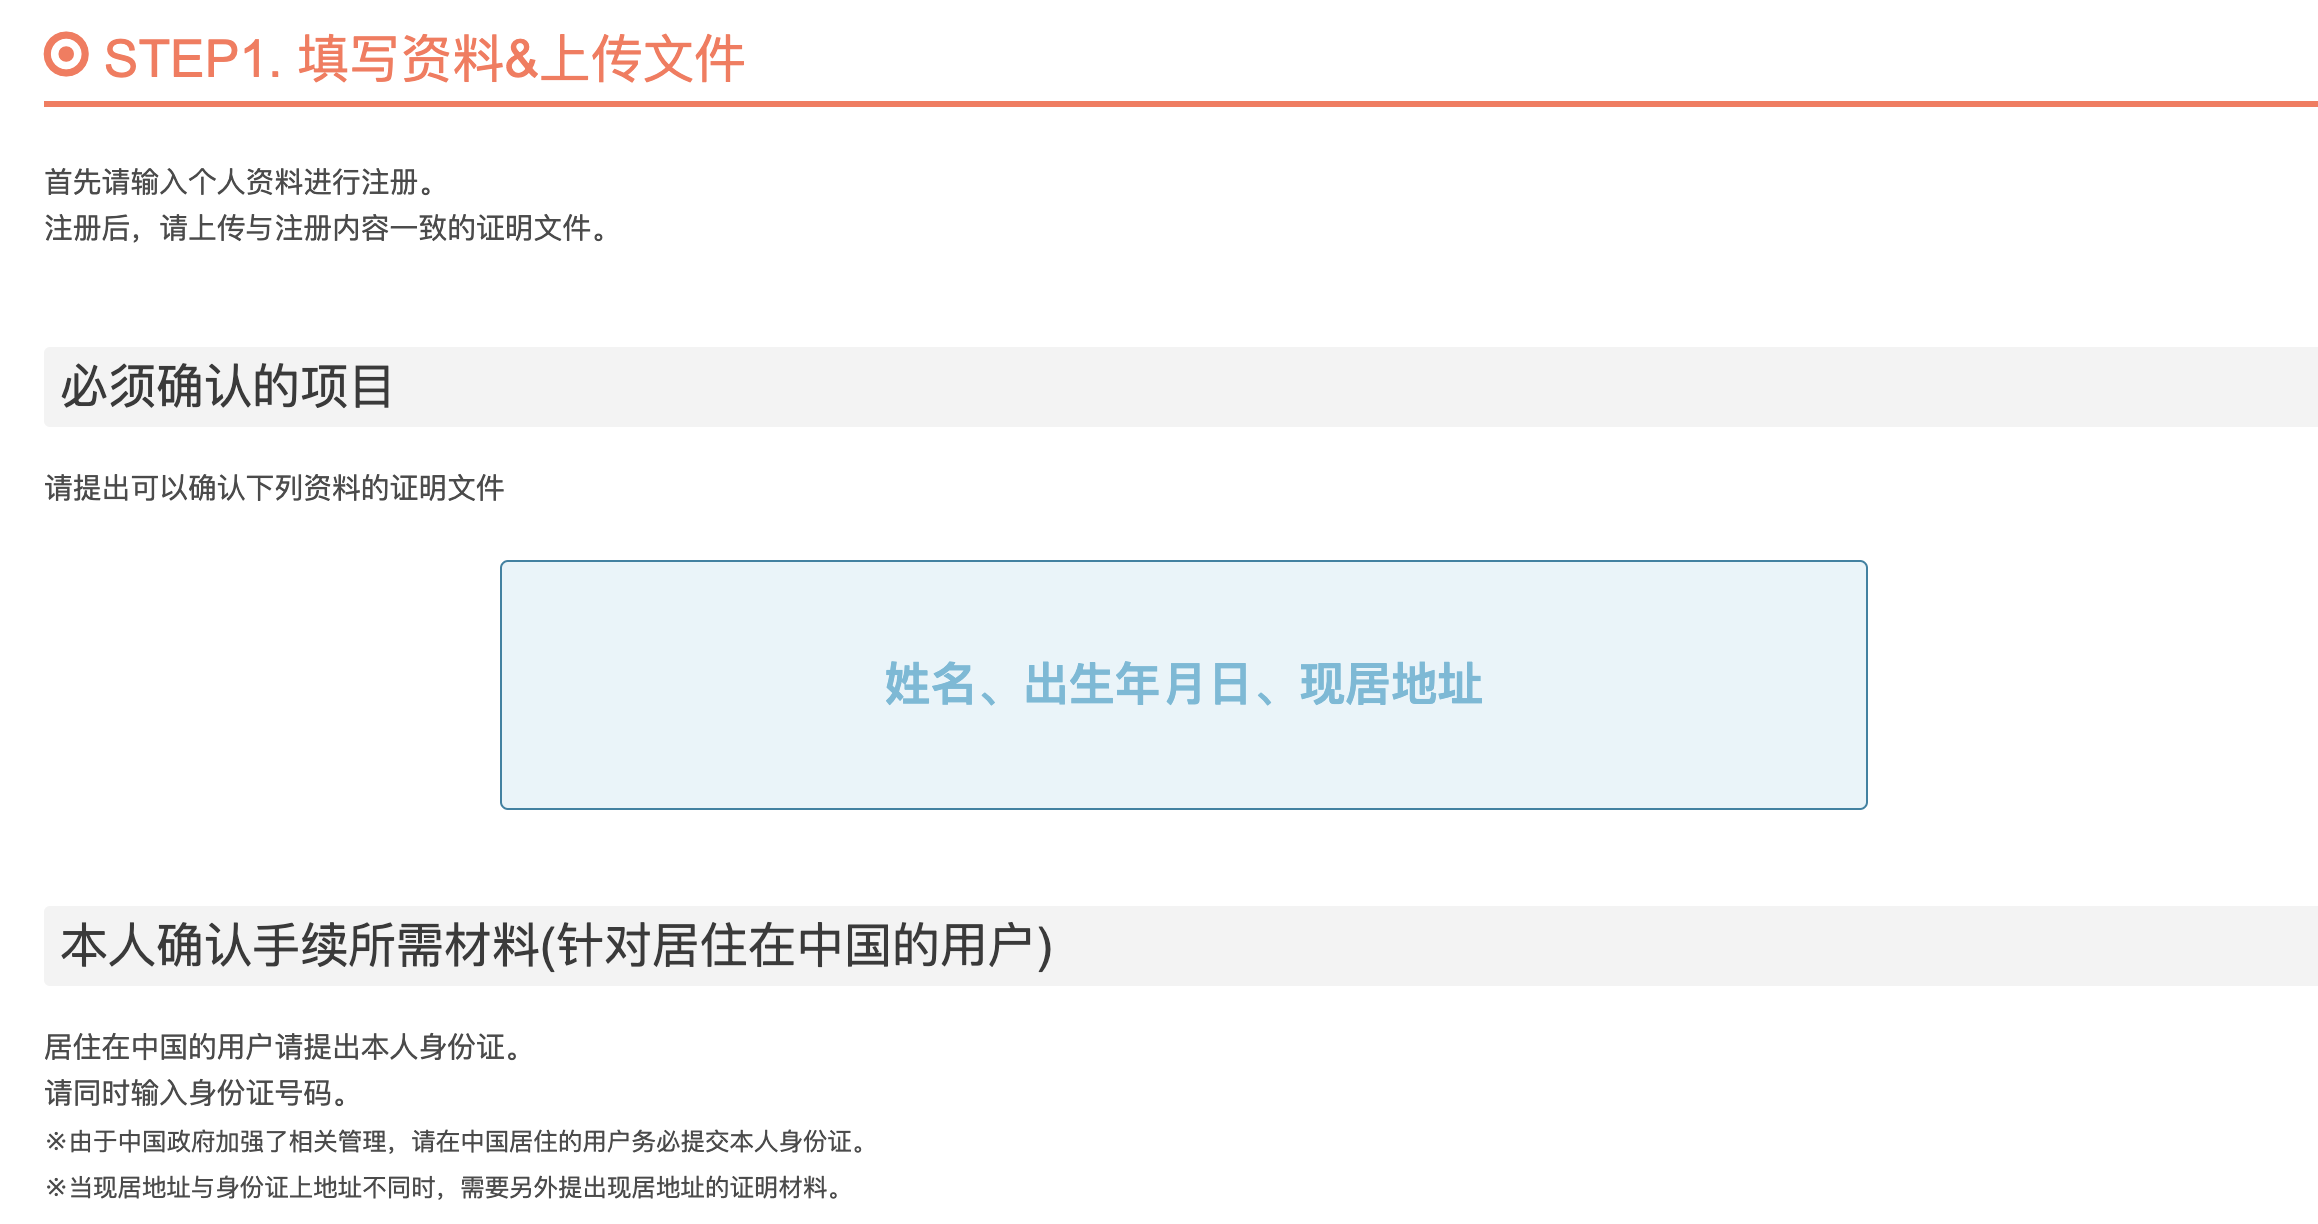 STEP1. 填写资料&上传文件
首先请输入个人资料进行注册。
注册后，请上传与注册内容一致的证明文件。
必须确认的项目
请提出可以确认下列资料的证明文件
姓名、出生年月日、现居地址
本人确认手续所需材料(针对居住在中国的用户)
居住在中国的用户请提出本人身份证。
请同时输入身份证号码。
※由于中国政府加强了相关管理，请在中国居住的用户务必提交本人身份证。
※当现居地址与身份证上地址不同时，需要另外提出现居地址的证明材料。